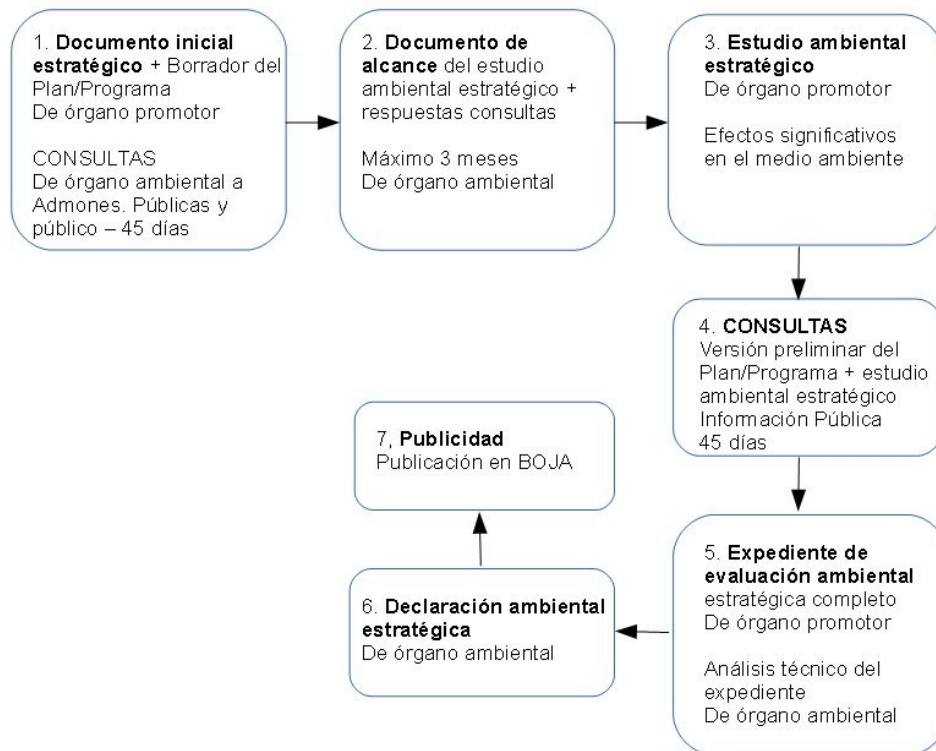 1. Documento inicial
estratégico + Borrador del
Plan/Programa
De órgano promotor
CONSULTAS
De órgano ambiental a
Admones. Públicas y
público – 45 días
2. Documento de
alcance del estudio
ambiental estratégico +
respuestas consultas
Máximo 3 meses
De órgano ambiental
3. Estudio ambiental
estratégico
De órgano promotor
Efectos significativos
en el medio ambiente
4. CONSULTAS
Versión preliminar del
Plan/Programa + estudio
ambiental estratégico
Información Pública
45 días
5. Expediente de
evaluación ambiental
estratégica completo
De órgano promotor
Análisis técnico del
expediente
De órgano ambiental
6. Declaración ambiental
estratégica
De órgano ambiental
7, Publicidad
Publicación en BOJA